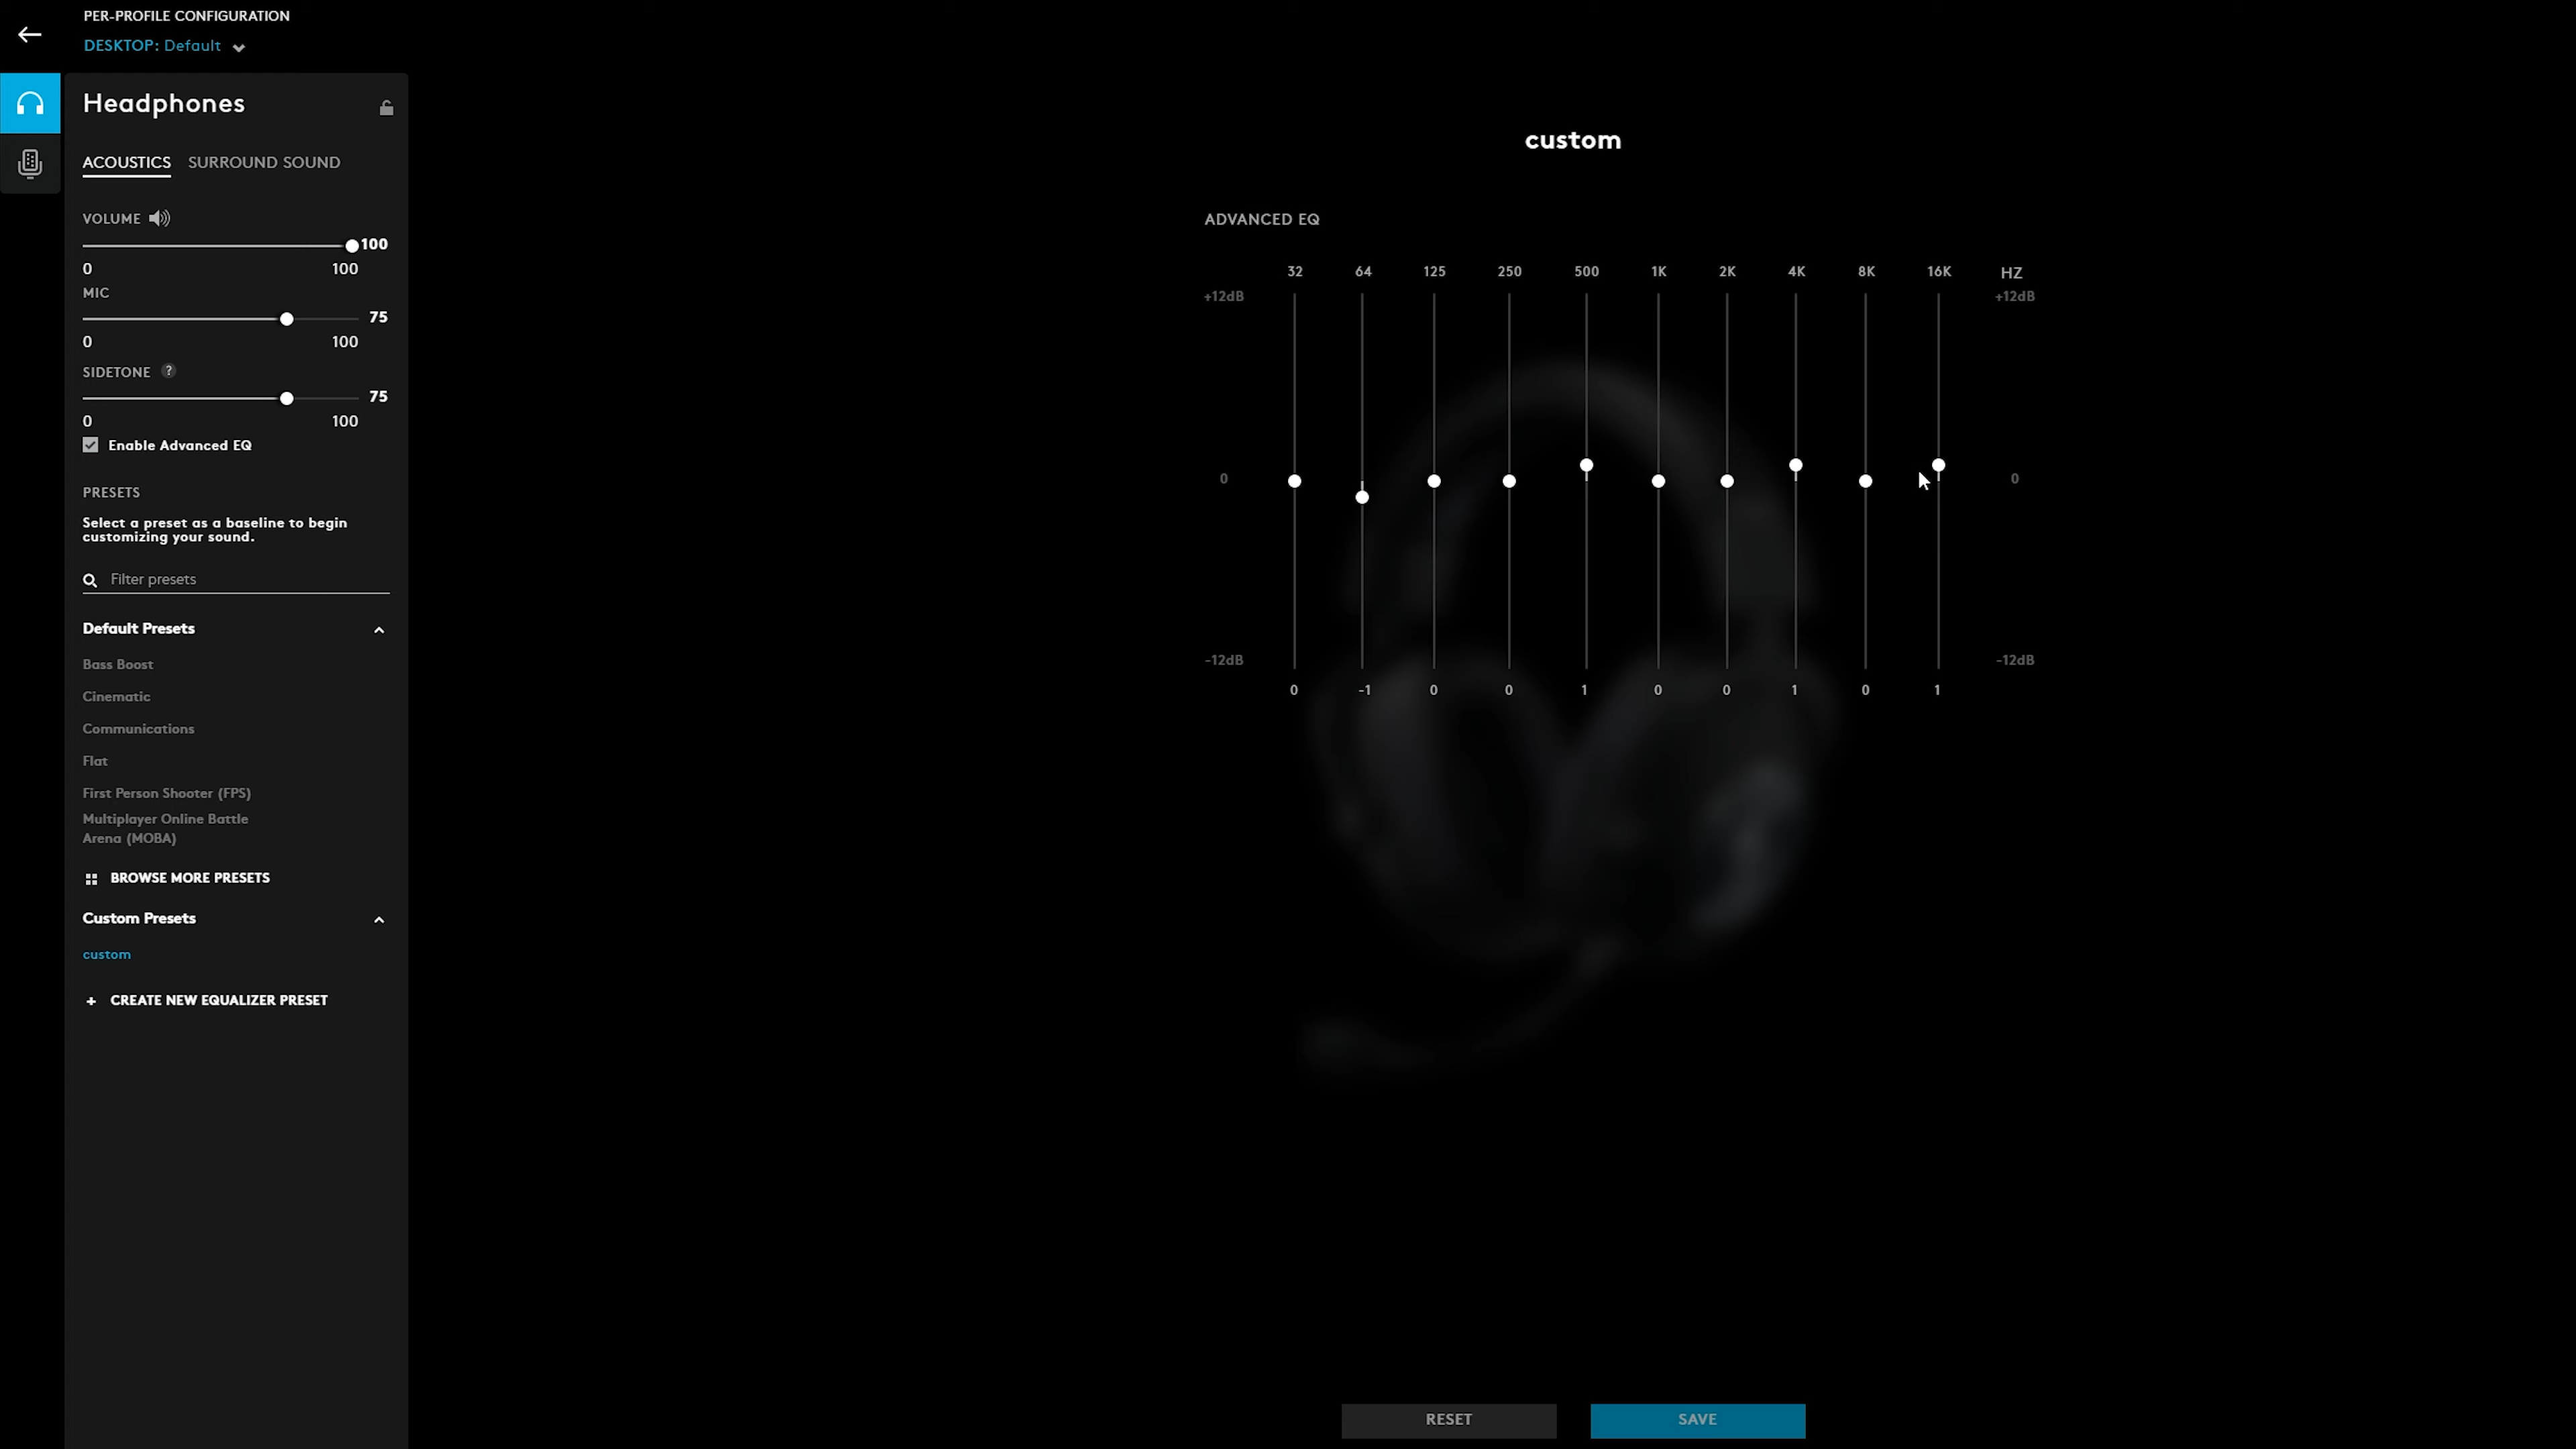 PER-PROFILE CONFIGURATION
DESKTOP: Default
Headphones
ACOUSTICS SURROUND SOUND
VOLUME
100
0 100
MIC
75
0 100
SIDETONE ?
75
0 100
Enable Advanced EQ
PRESETS
Select a preset as a baseline to begin
customizing your sound.
Filter presets
Default Presets
Bass Boost
Cinematic
Communications
Flat
First Person Shooter (FPS)
Multiplayer Online Battle
Arena (MOBA)
BROWSE MORE PRESETS
Custom Presets
custom
+ CREATE NEW EQUALIZER PRESET
custom
ADVANCED EQ
32 64 125 250 500 1K 2K 4K 8K 16K HZ
+12dB +12dB
0 0
-12dB -12dB
0 -1 0 0 1 0 0 1 0 1
RESET SAVE